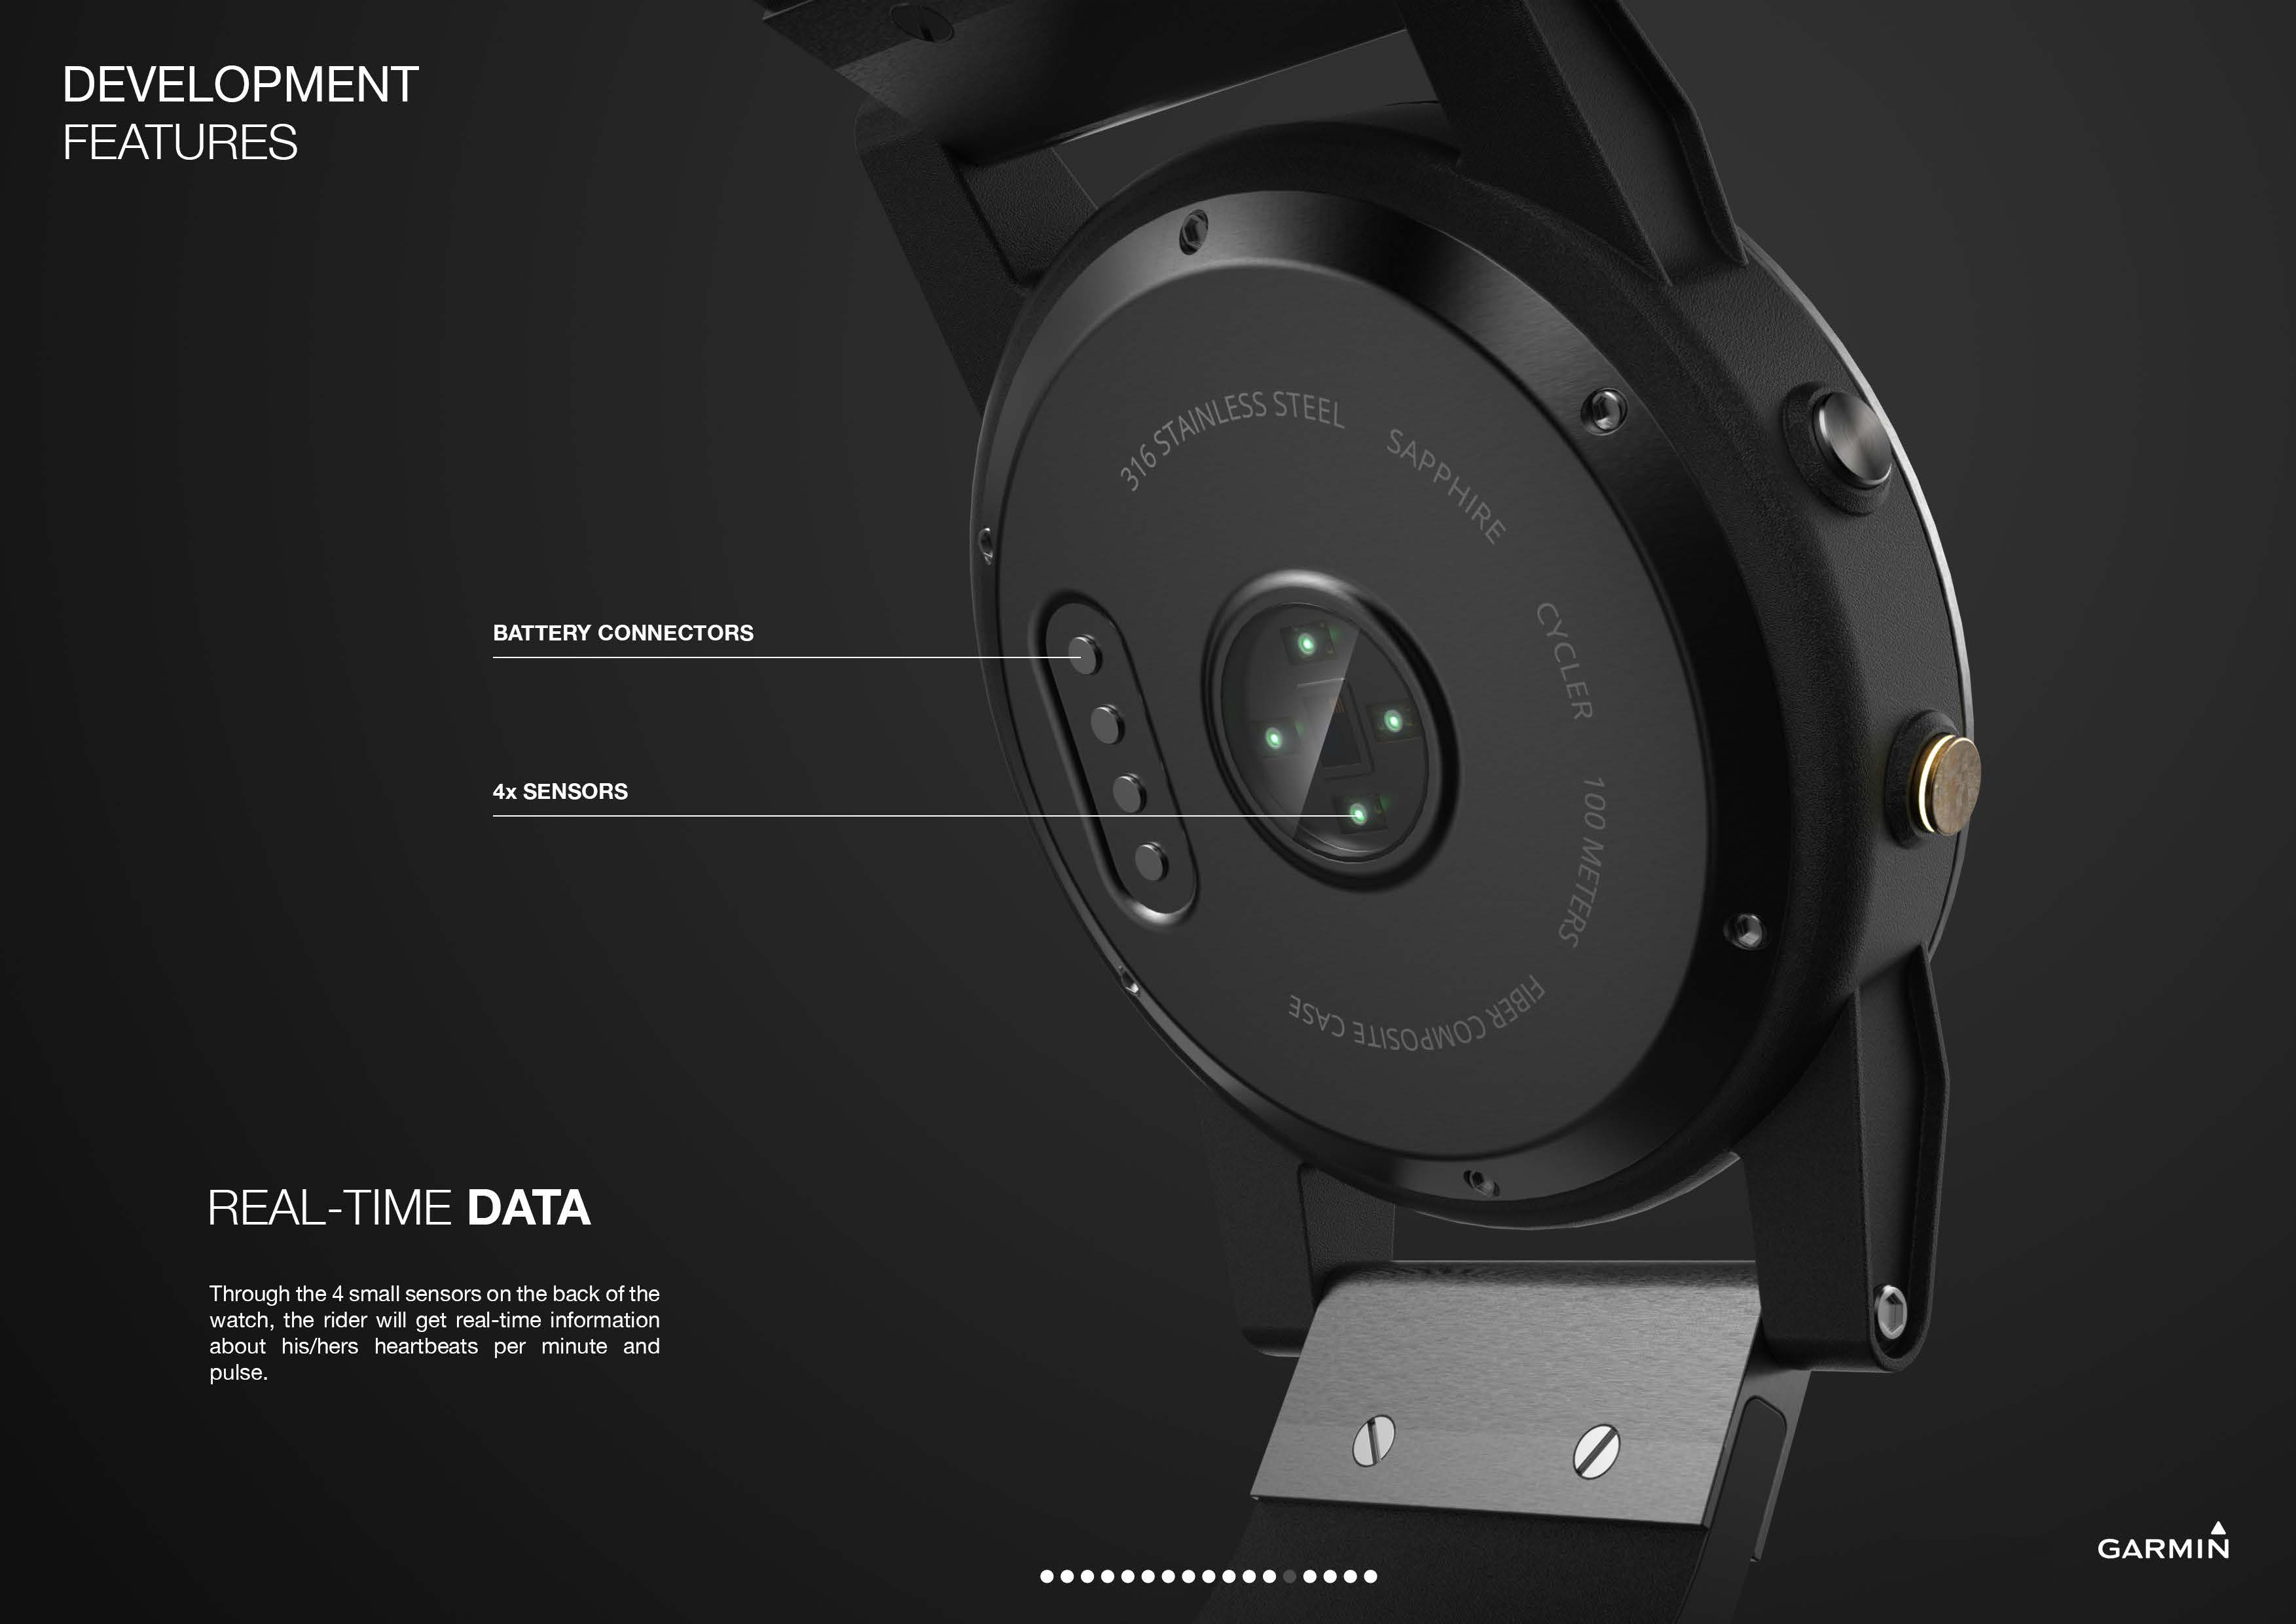 DEVELOPMENT
FEATURES
316 STAINLESS STEEL
SAPPHIRE
CYCLER
100 METERS
FIBER COMPOSITE CASE
BATTERY CONNECTORS
4x SENSORS
REAL-TIME DATA
Through the 4 small sensors on the back of the
watch, the rider will get real-time information
about his/hers heartbeats per minute and
pulse.
GARMIN